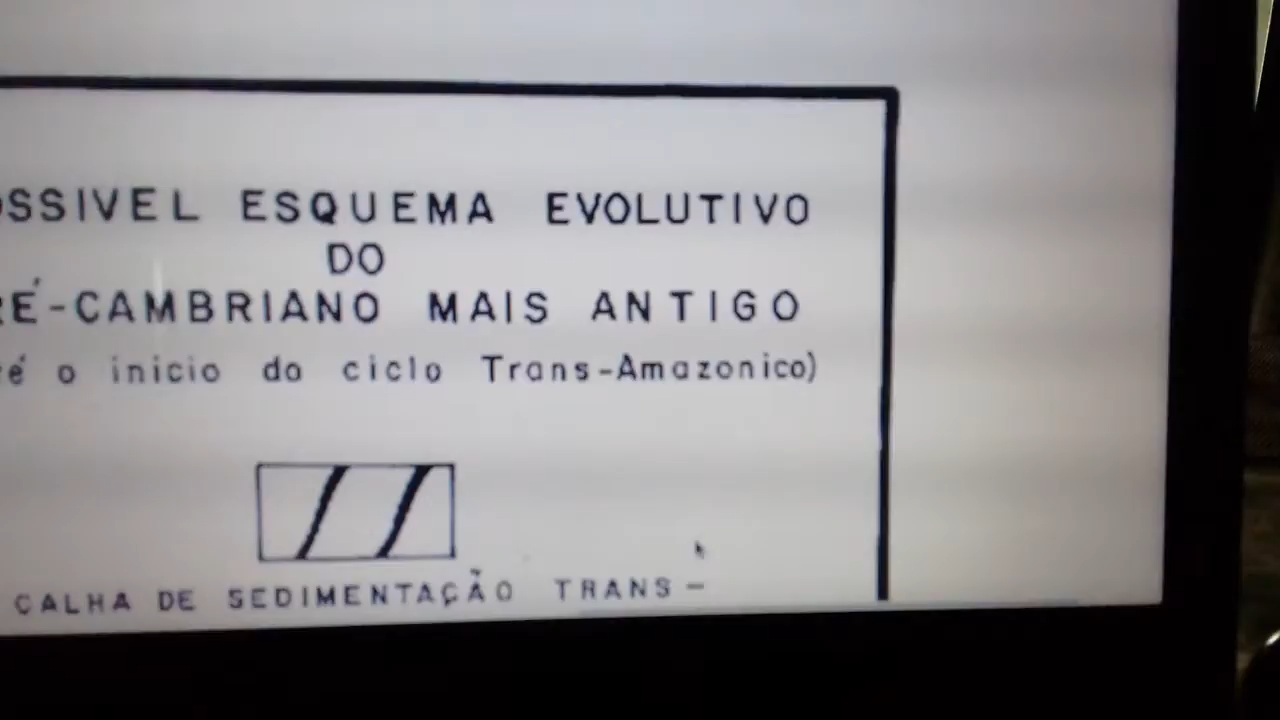 OSSIVEL ESQUEMA EVOLUTIVO
DO
RÉ-CAMBRIANO MAIS ANTIGO
é o inicio do ciclo Trans-Amazonico)
CALHA DE SEDIMENTAÇÃO TRANS-